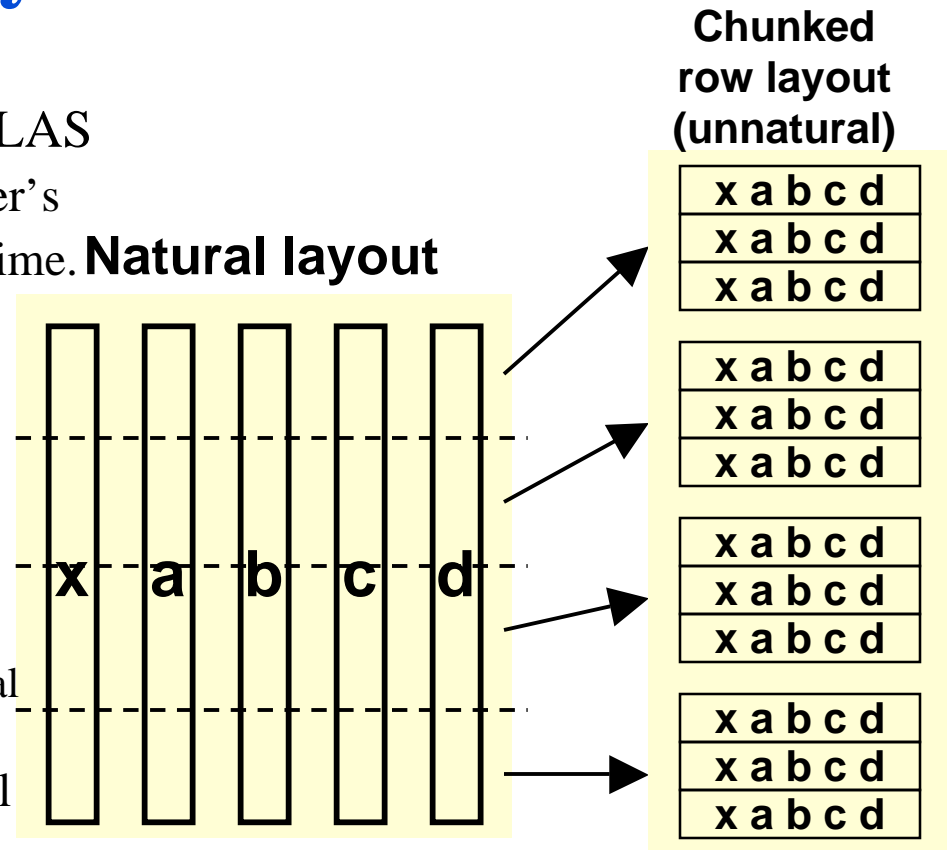 Chunked
row layout
(unnatural)
LAS
er's
ime. Natural layout
x a b c d
x a b c d
x a b c d
x a b c d
x a b c d
x a b c d
x a b c d
x a b c d
x a b c d
x a b c d
x a b c d
x a b c d
x a b c d
al
l